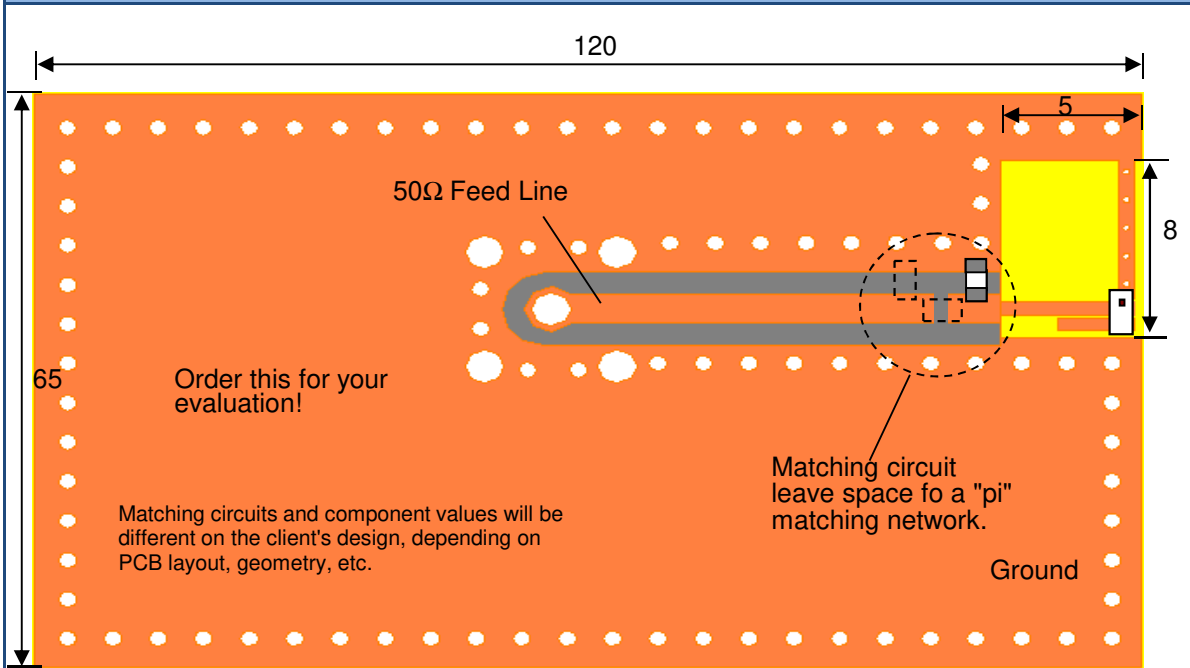 120
5
50Ω Feed Line
8
65
Order this for your
evaluation!
Matching circuit
leave space fo a "pi"
matching network.
Matching circuits and component values will be
different on the client's design, depending on
PCB layout, geometry, etc.
Ground